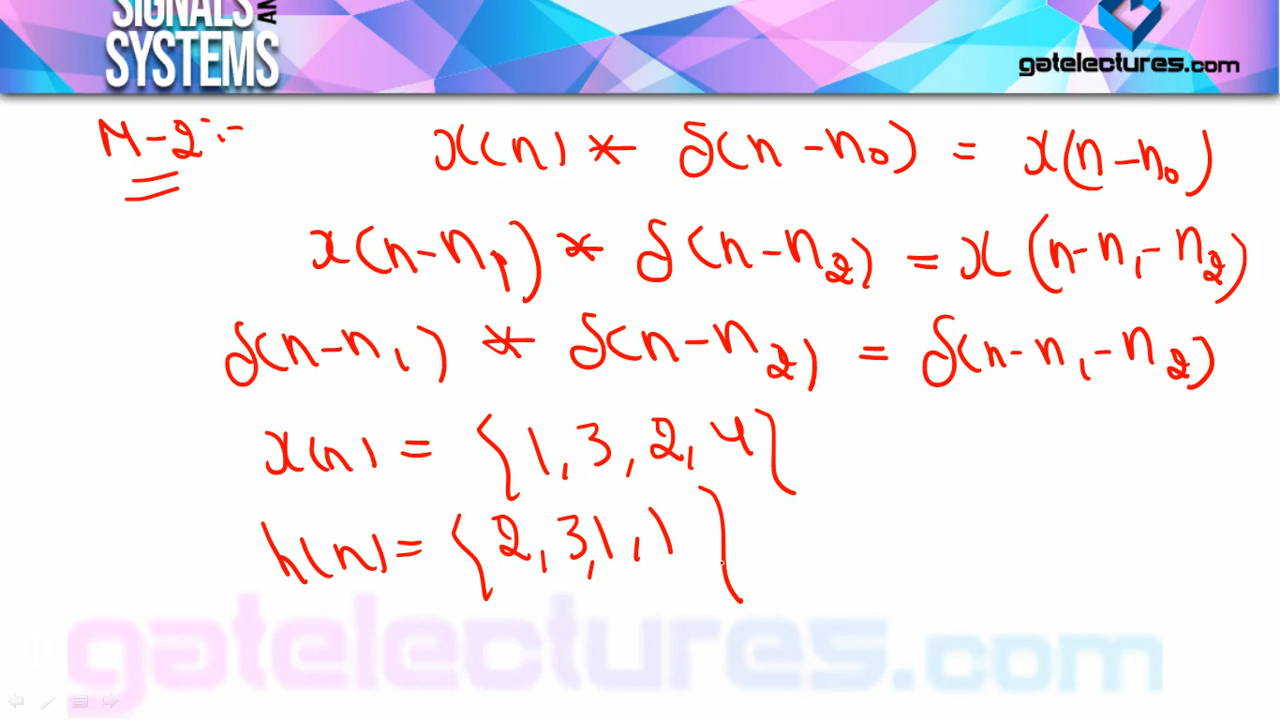 SIGNALS AN
SYSTEMS
gatelectures.com
M-2:-
x(n) * δ(n-n₀) = x(n-n₀)
x(n-n₁) * δ(n-n₂) = x(n-n₁-n₂)
δ(n-n₁) * δ(n-n₂) = δ(n-n₁-n₂)
x(n) = {1, 3, 2, 4}
h(n) = {2, 3, 1, 1}
gatelectures.com